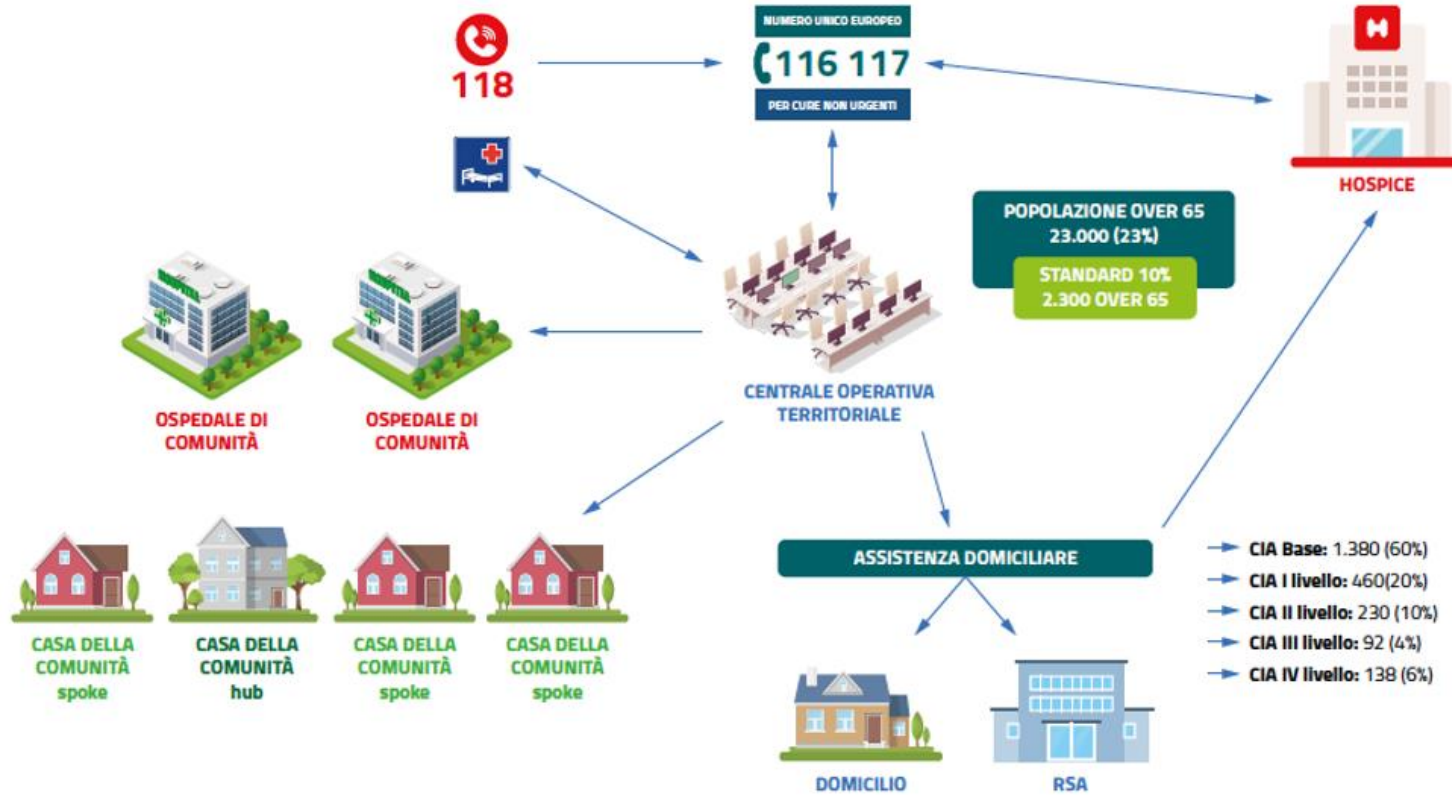 118
NUMERO UNICO EUROPEO
116 117
PER CURE NON URGENTI
H
HOSPICE
POPOLAZIONE OVER 65
23.000 (23%)
STANDARD 10%
2.300 OVER 65
OSPEDALE DI
COMUNITÀ
OSPEDALE DI
COMUNITÀ
CENTRALE OPERATIVA
TERRITORIALE
CASA DELLA
COMUNITÀ
spoke
CASA DELLA
COMUNITÀ
hub
CASA DELLA
COMUNITÀ
spoke
CASA DELLA
COMUNITÀ
spoke
ASSISTENZA DOMICILIARE
DOMICILIO
RSA
CIA Base: 1.380 (60%)
CIA I livello: 460(20%)
CIA II livello: 230 (10%)
CIA III livello: 92 (4%)
CIA IV livello: 138 (6%)